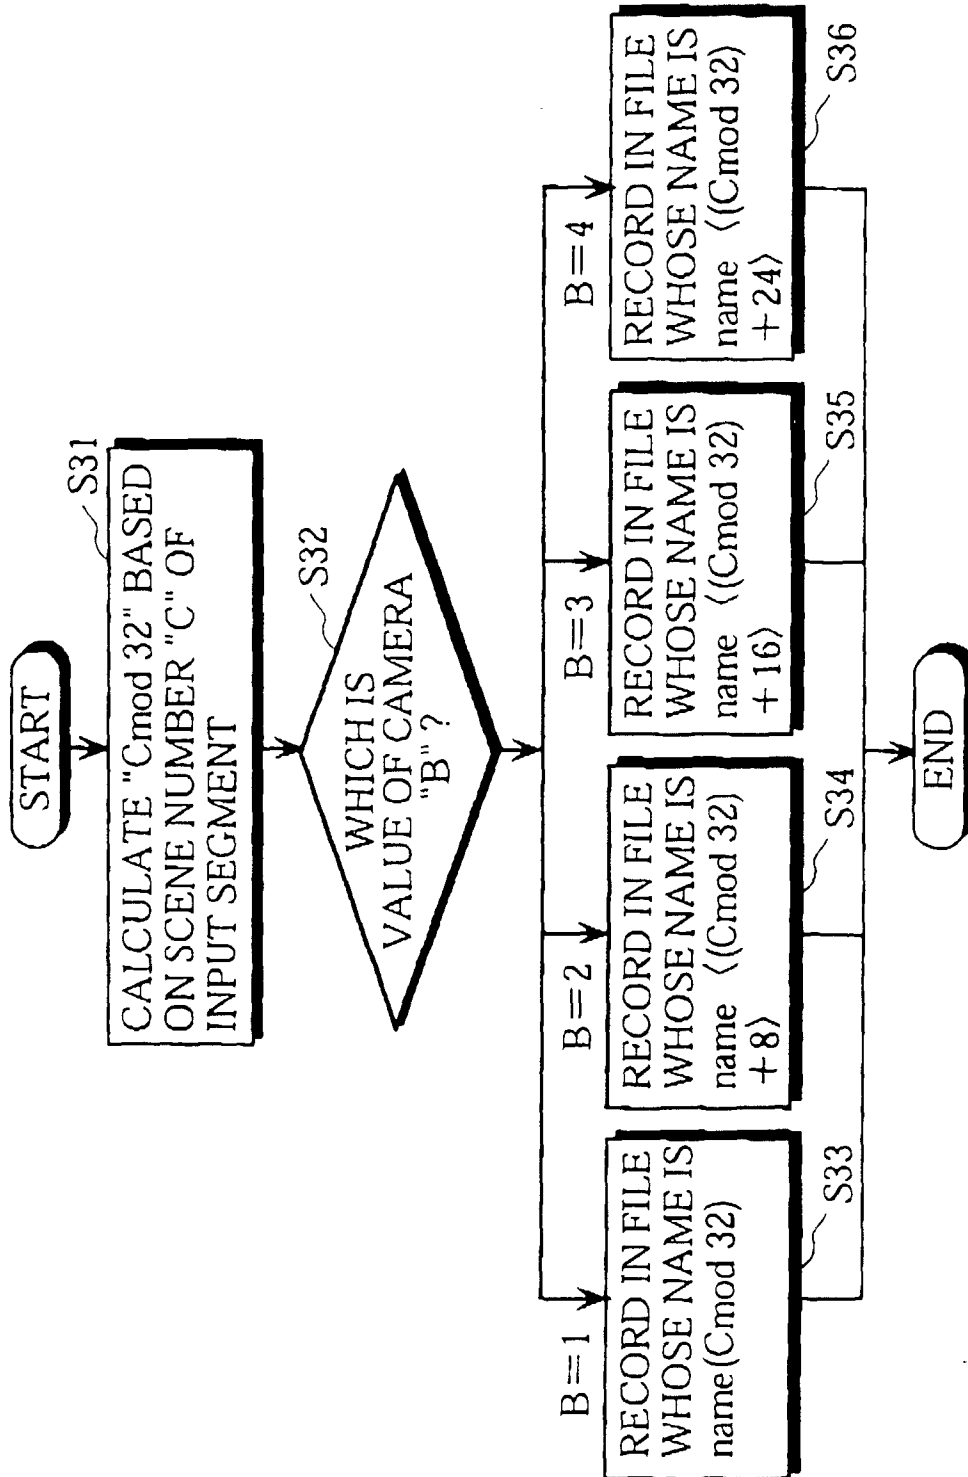 START
S31
CALCULATE "Cmod 32" BASED
ON SCENE NUMBER "C" OF
INPUT SEGMENT
S32
WHICH IS
VALUE OF CAMERA
"B" ?
B=1
RECORD IN FILE
WHOSE NAME IS
name(Cmod 32)
S33
B=2
RECORD IN FILE
WHOSE NAME IS
name 〈(Cmod 32)
+8〉
S34
B=3
RECORD IN FILE
WHOSE NAME IS
name 〈(Cmod 32)
+16〉
S35
B=4
RECORD IN FILE
WHOSE NAME IS
name 〈(Cmod 32)
+24〉
S36
END